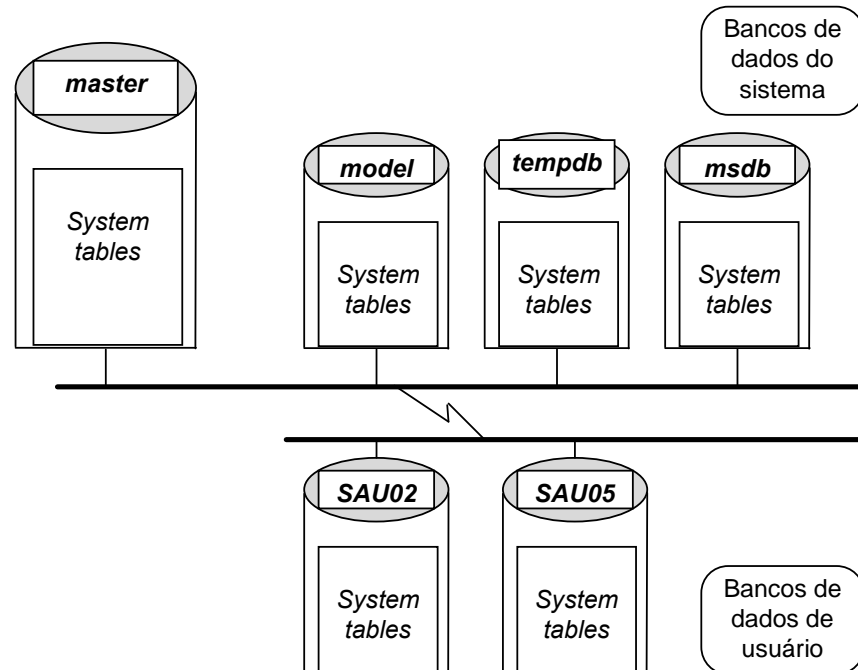 Bancos de
dados do
sistema
master
model
tempdb
msdb
System
tables
System
tables
System
tables
System
tables
SAU02
SAU05
System
tables
System
tables
Bancos de
dados de
usuário